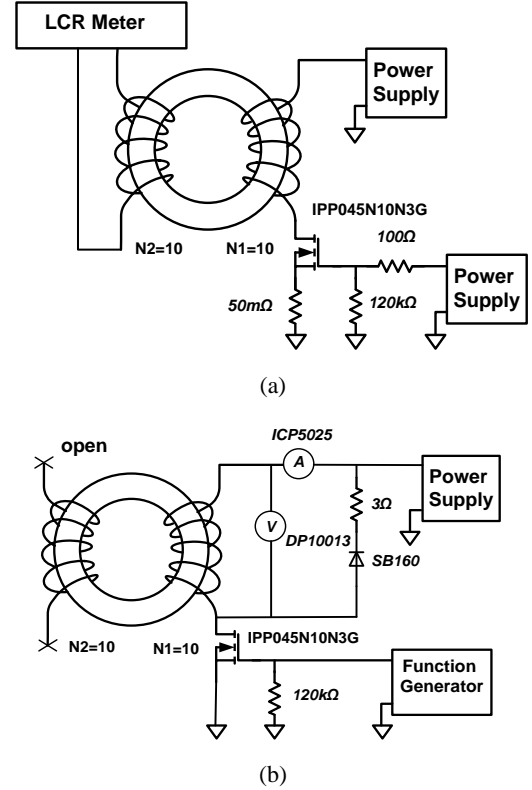 LCR Meter
Power
Supply
IPP045N10N3G
N2=10
N1=10
100Ω
Power
Supply
50mΩ
120kΩ
(a)
open
ICP5025
A
Power
Supply
3Ω
V
DP10013
SB160
IPP045N10N3G
N2=10
N1=10
Function
Generator
120kΩ
(b)